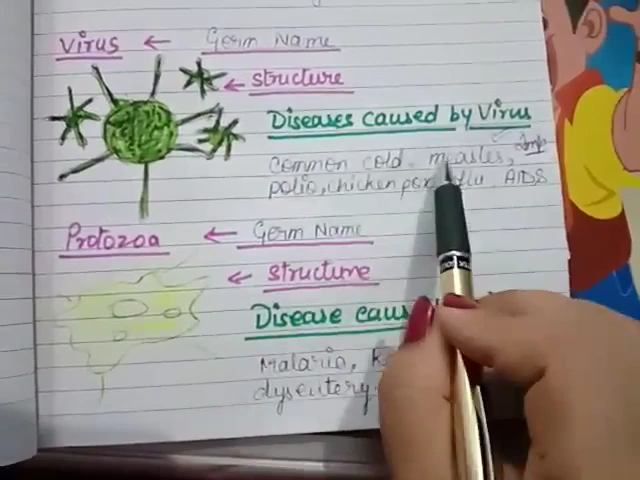 Virus ← Germ Name
← structure
Diseases caused by Virus
Imp
common cold, measles,
polio, chicken pox, flu, AIDS
Protozoa ← Germ Name
← structure
Disease caus
Malaria, K
dysentery.